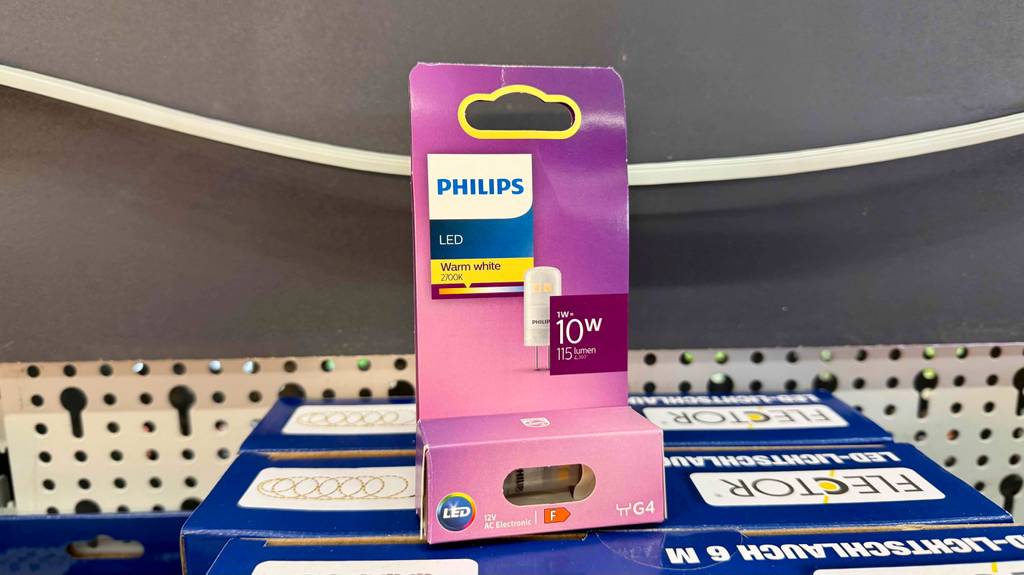 PHILIPS
LED
Warm white
2700K
PHILIPS
1W=
10W
115 lumen
LED
12V
AC Electronic
F
G4
FLECTOR
LED-LICHTSCHLAUCH
FLECTOR
LED-LICHTSCHLAUCH 6 M